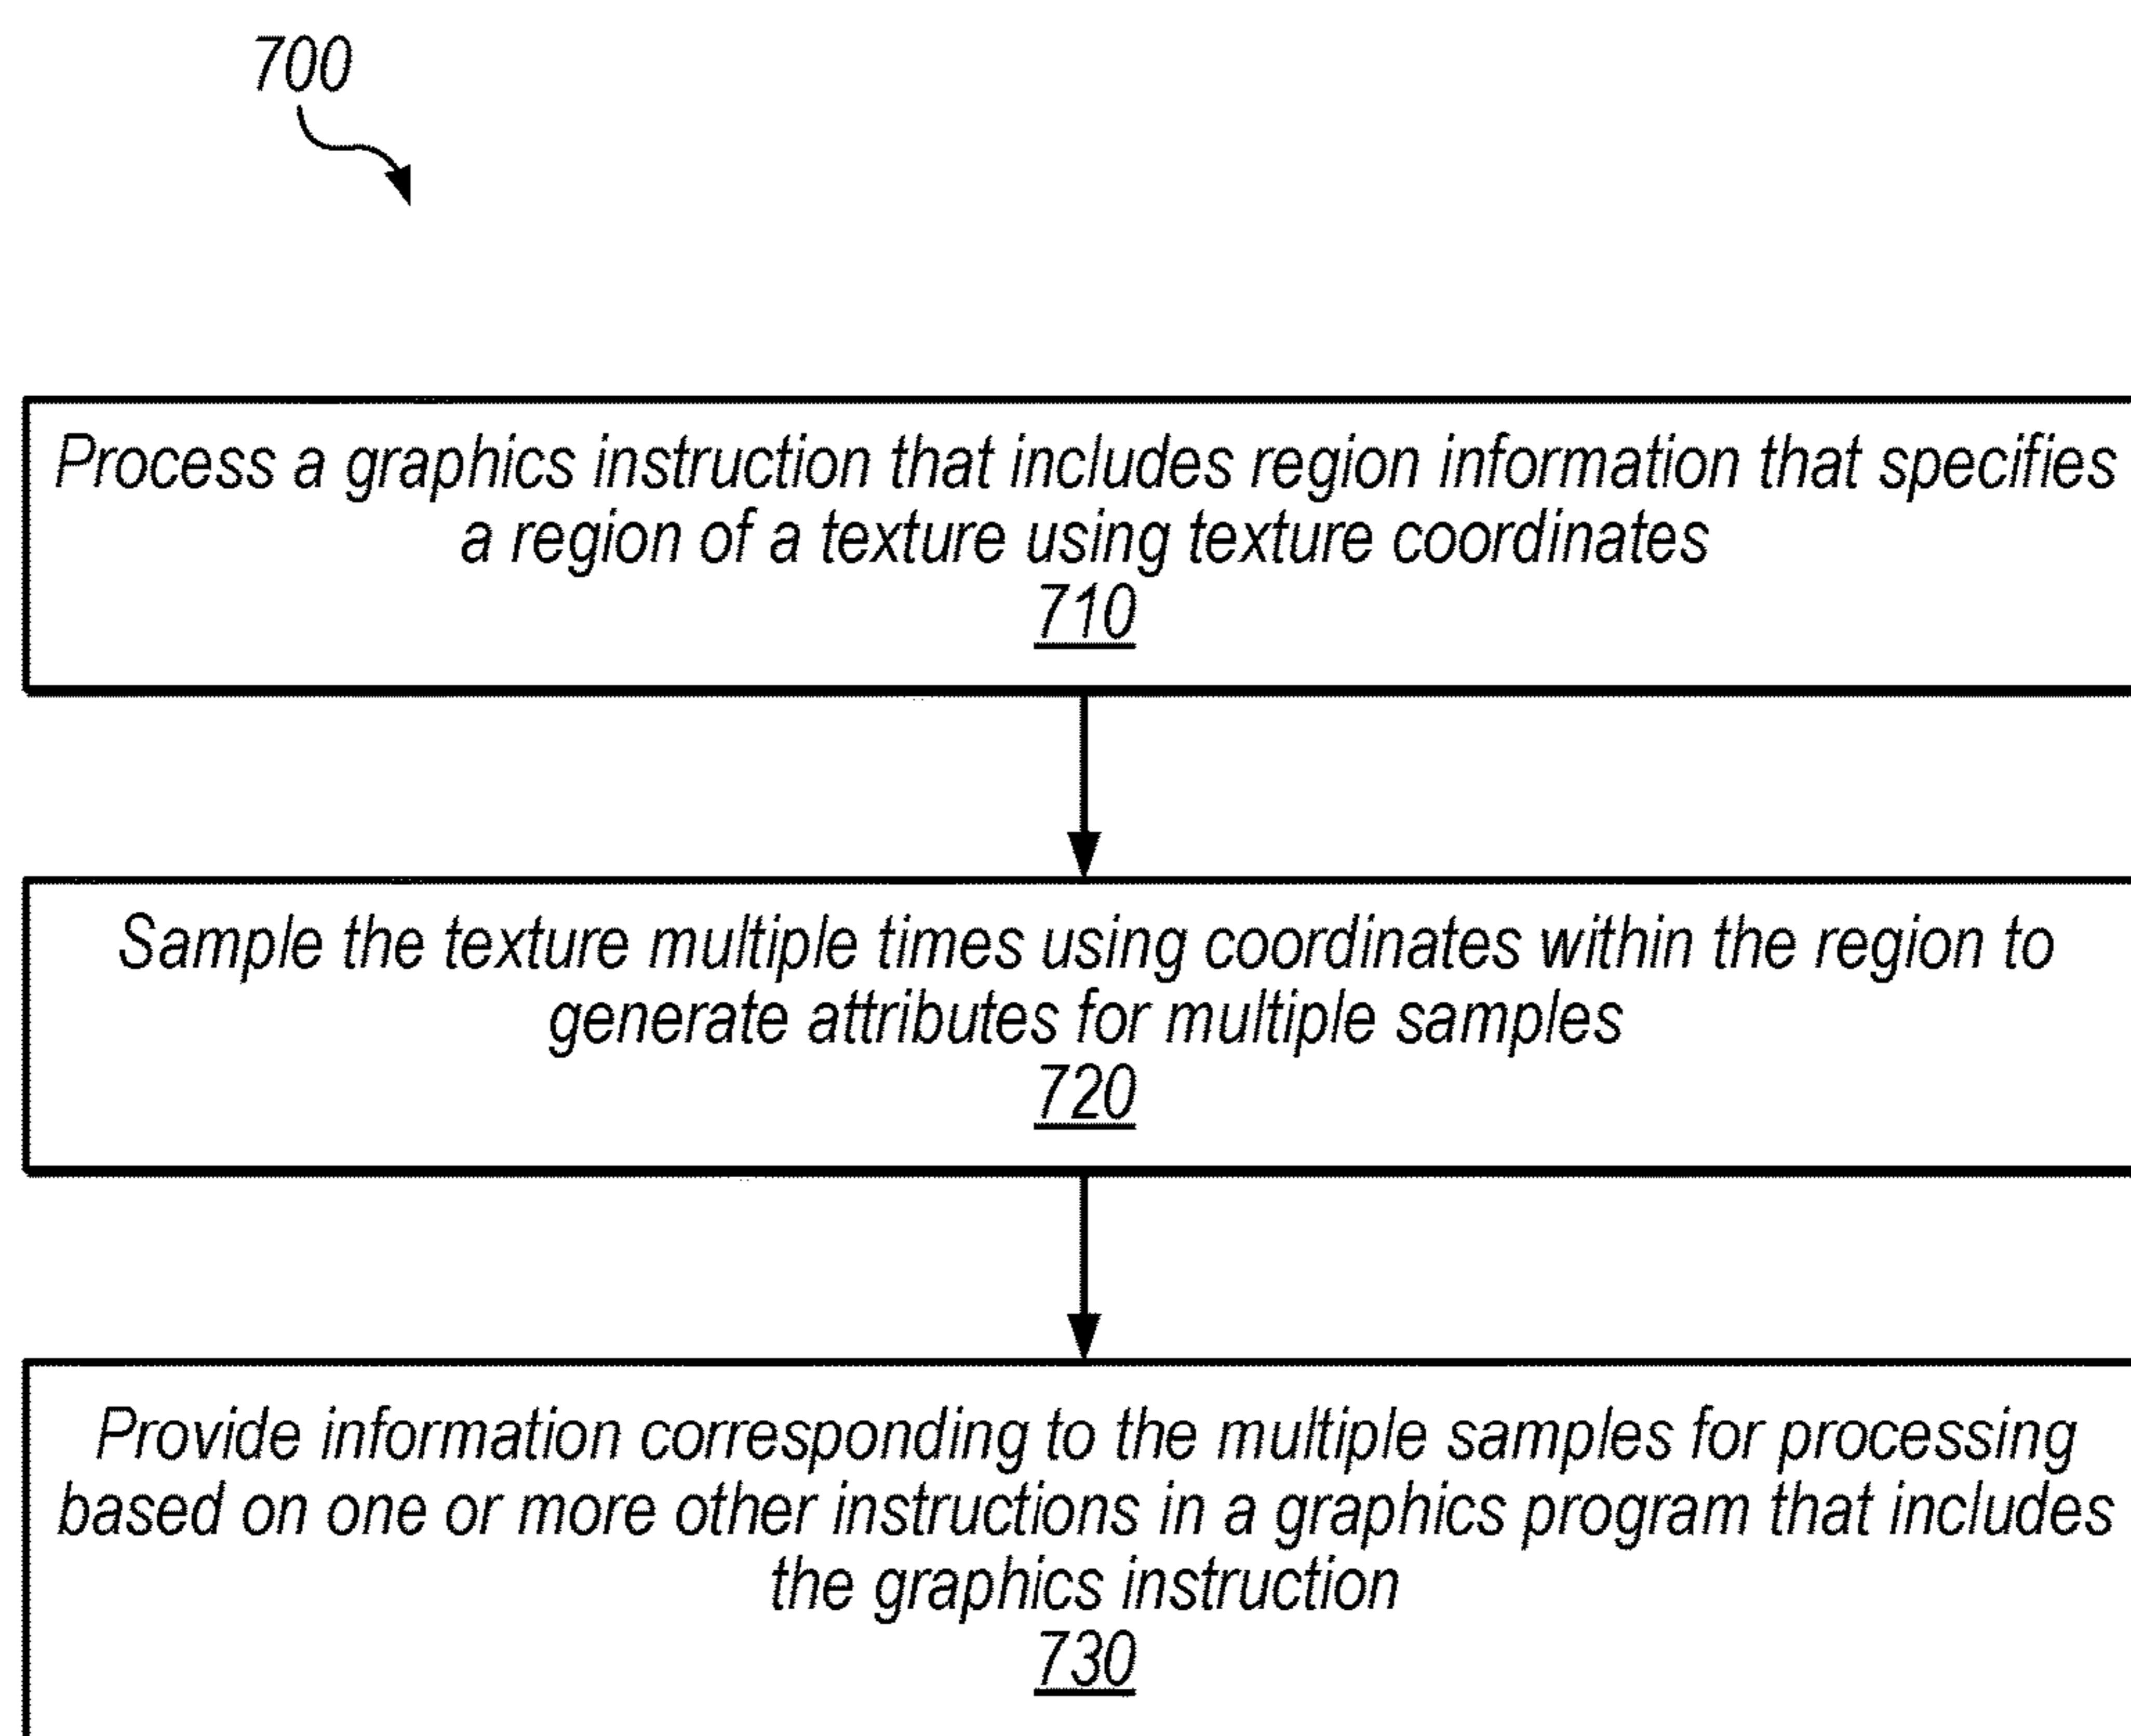 700
Process a graphics instruction that includes region information that specifies
a region of a texture using texture coordinates
710
Sample the texture multiple times using coordinates within the region to
generate attributes for multiple samples
720
Provide information corresponding to the multiple samples for processing
based on one or more other instructions in a graphics program that includes
the graphics instruction
730